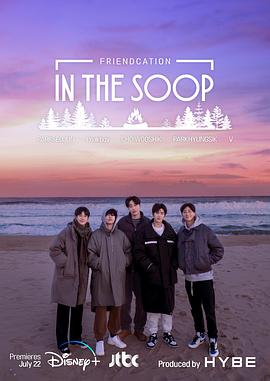 FRIENDCATION
IN THE SOOP
CHOI WOOSHIK PARK HYUNGSIK V
Premieres
July 22
Disney+
jtbc
Produced by HYBE